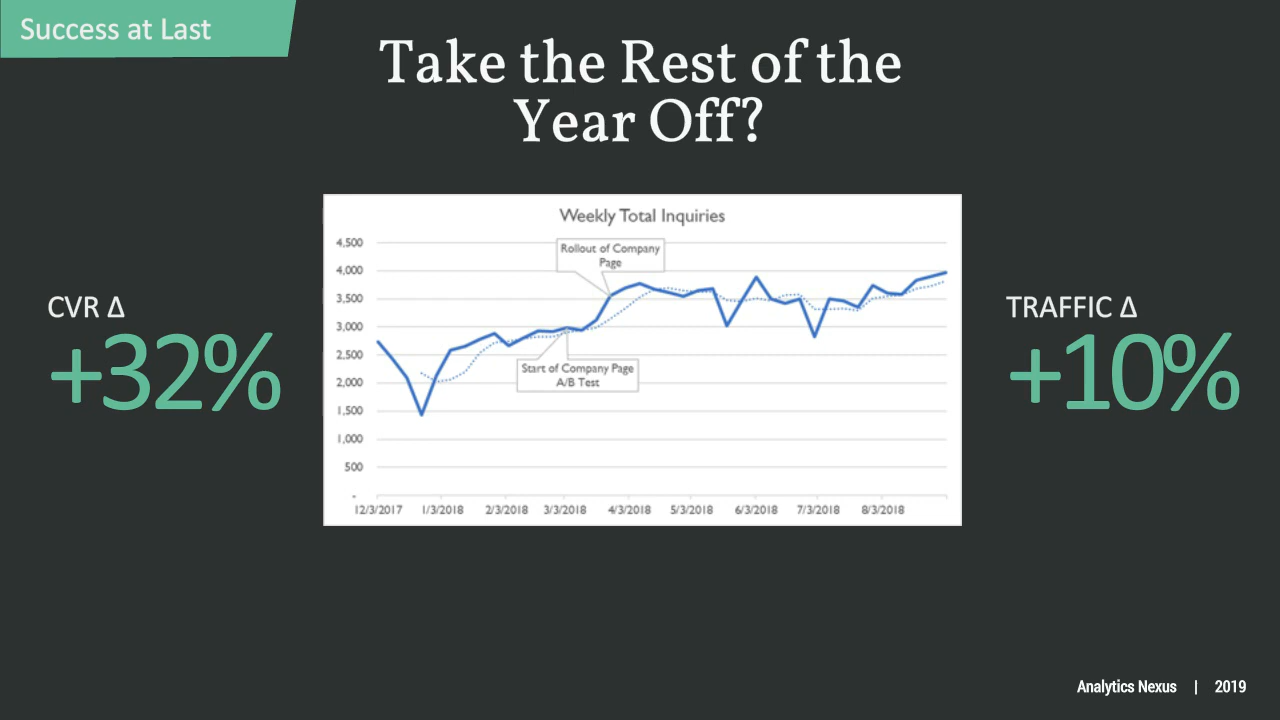 Success at Last
Take the Rest of the
Year Off?
CVR Δ
+32%
Weekly Total Inquiries
4,500
4,000
3,500
3,000
2,500
2,000
1,500
1,000
500
-
Rollout of Company
Page
Start of Company Page
A/B Test
12/3/2017 1/3/2018 2/3/2018 3/3/2018 4/3/2018 5/3/2018 6/3/2018 7/3/2018 8/3/2018
TRAFFIC Δ
+10%
Analytics Nexus | 2019